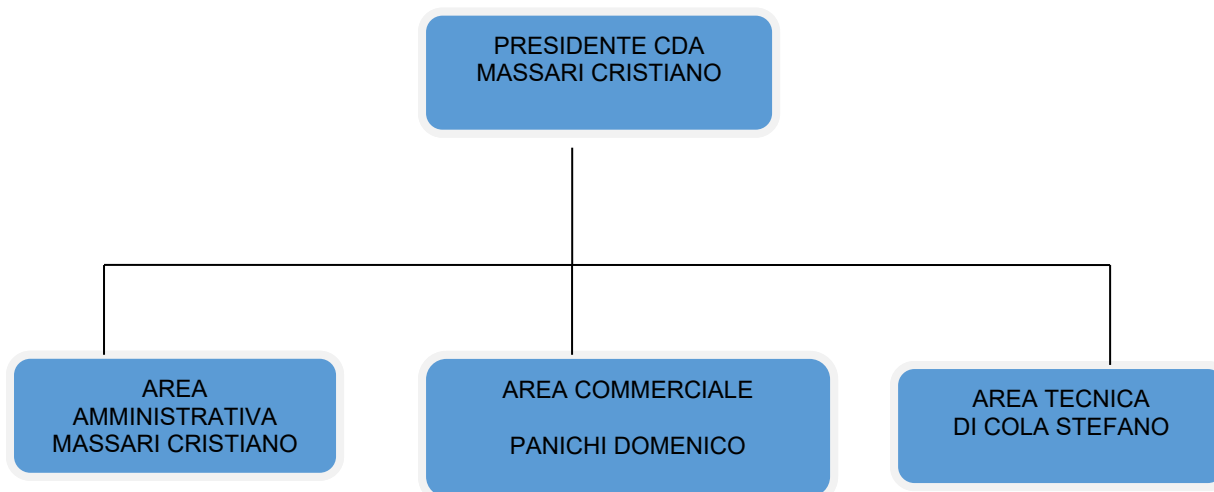 PRESIDENTE CDA
MASSARI CRISTIANO
AREA
AMMINISTRATIVA
MASSARI CRISTIANO
AREA COMMERCIALE
PANICHI DOMENICO
AREA TECNICA
DI COLA STEFANO